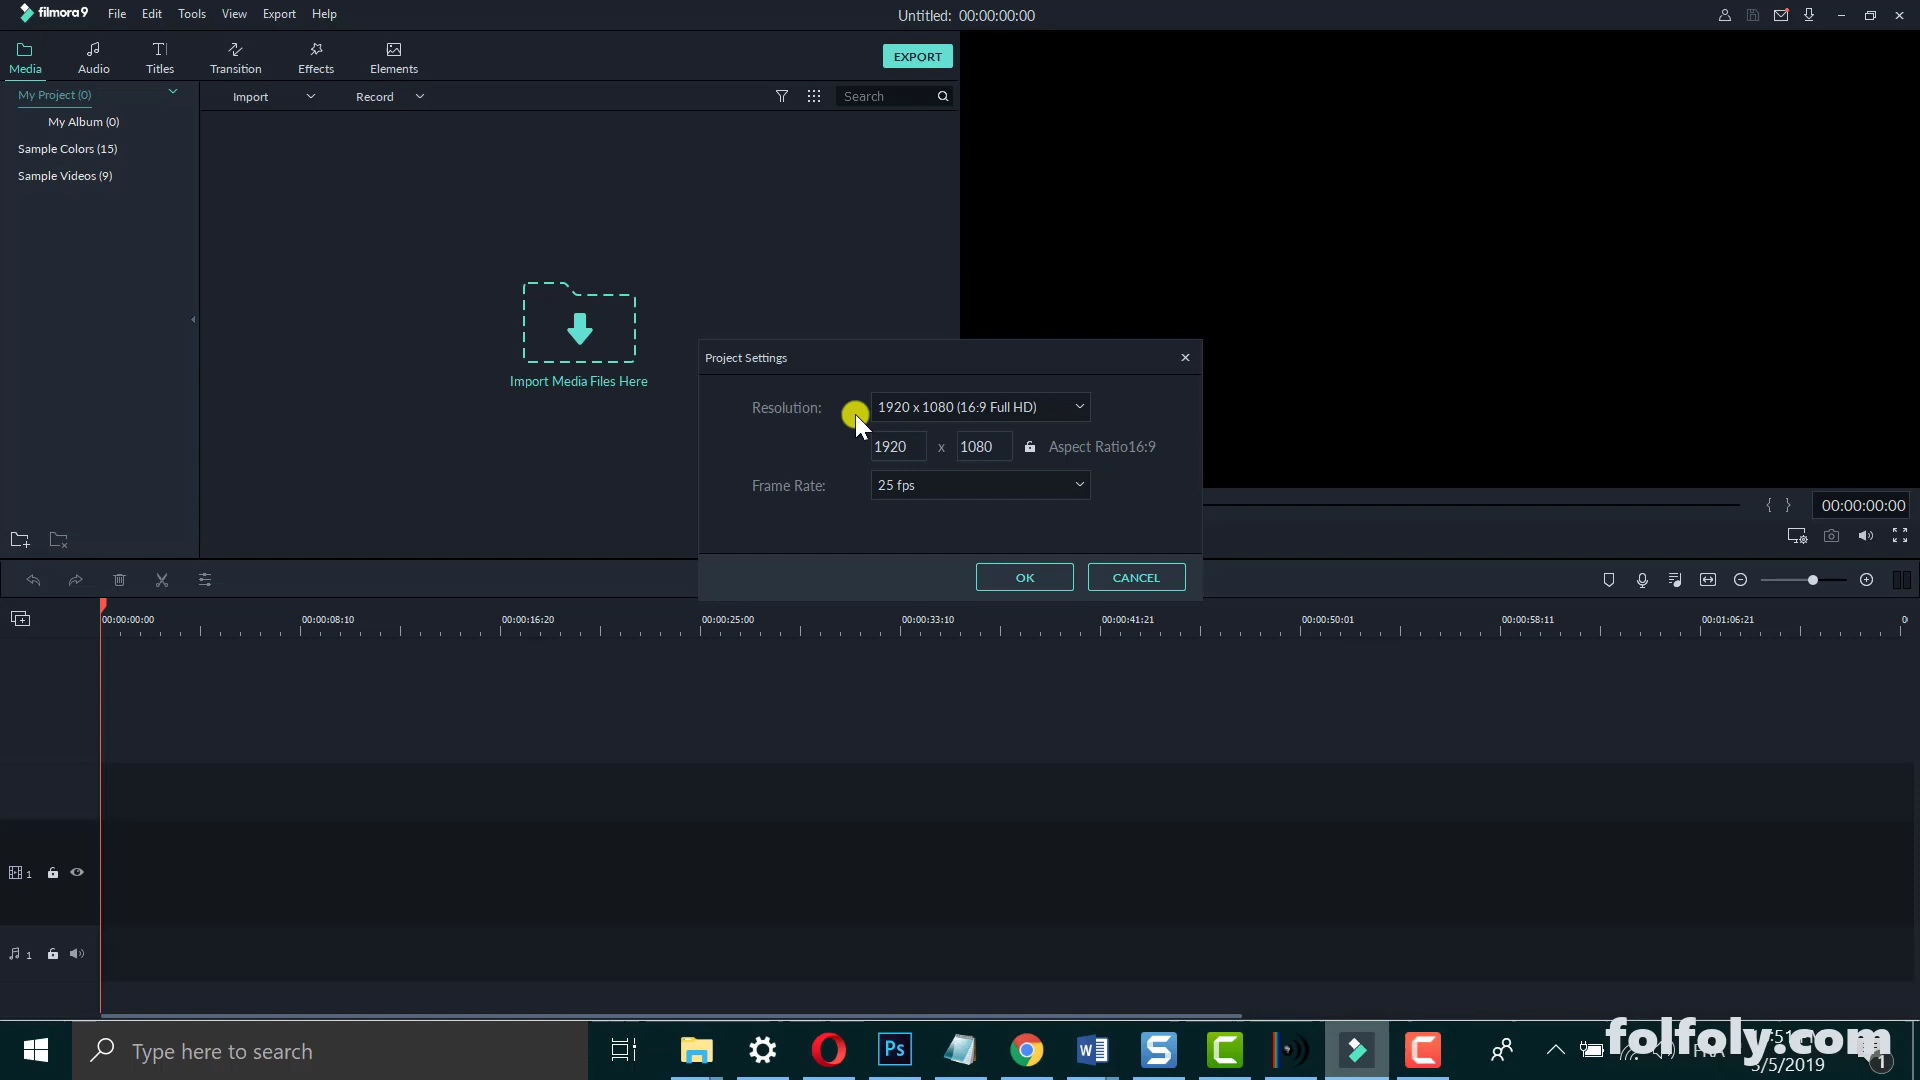 filmora9 File Edit Tools View Export Help
Untitled: 00:00:00:00
Media Audio Titles Transition Effects Elements
EXPORT
My Project (0)
My Album (0)
Sample Colors (15)
Sample Videos (9)
Import Record Search
Import Media Files Here
Project Settings
Resolution: 1920 x 1080 (16:9 Full HD)
1920 x 1080 Aspect Ratio16:9
Frame Rate: 25 fps
OK CANCEL
{ } 00:00:00:00
00:00:00:00 00:00:08:10 00:00:16:20 00:00:25:00 00:00:33:10 00:00:41:21 00:00:50:01 00:00:58:11 00:01:06:21
1
1
Type here to search
Ps
folfoly.com
3/5/2019
1